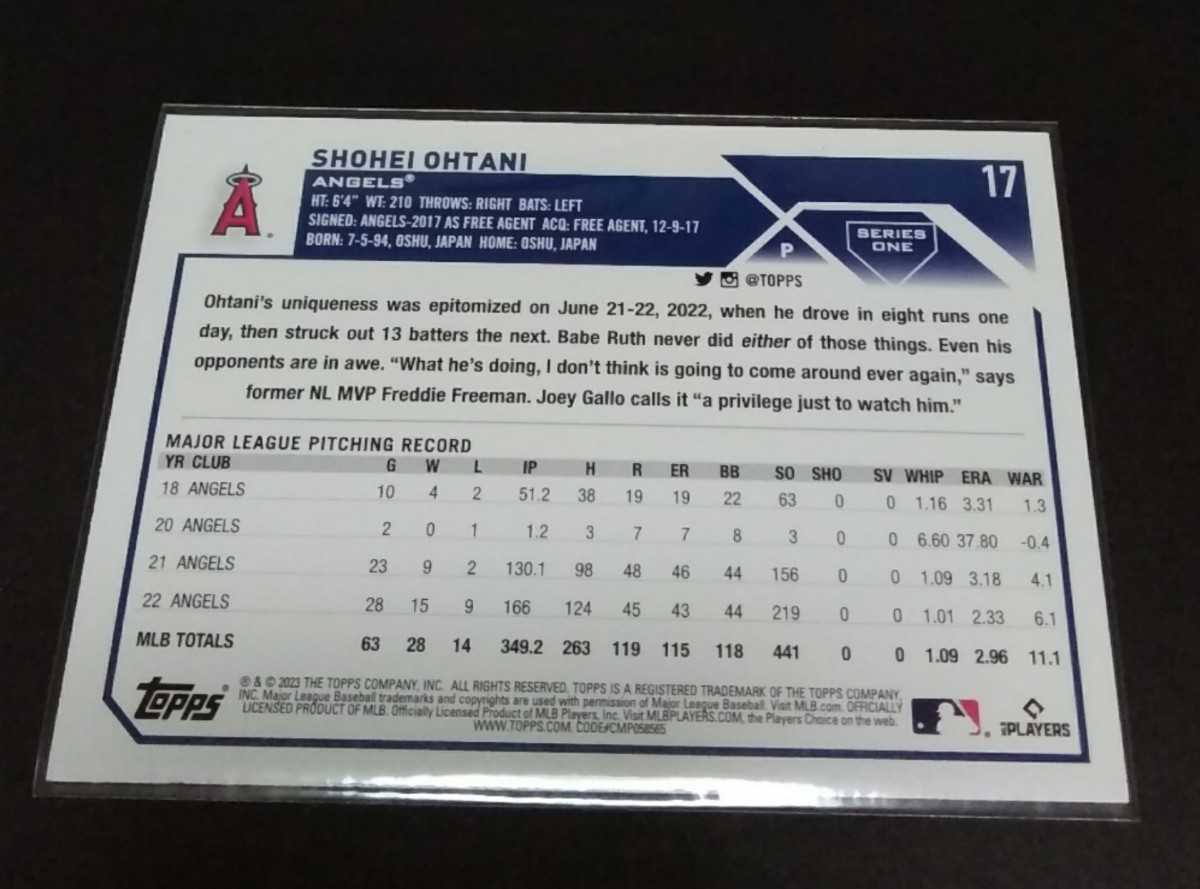 SHOHEI OHTANI
17
ANGELS®
HT: 6'4" WT: 210 THROWS: RIGHT BATS: LEFT
SIGNED: ANGELS-2017 AS FREE AGENT ACQ: FREE AGENT, 12-9-17
BORN: 7-5-94, OSHU, JAPAN HOME: OSHU, JAPAN
A
P
SERIES
ONE
@TOPPS
Ohtani's uniqueness was epitomized on June 21-22, 2022, when he drove in eight runs one
day, then struck out 13 batters the next. Babe Ruth never did either of those things. Even his
opponents are in awe. "What he's doing, I don't think is going to come around ever again," says
former NL MVP Freddie Freeman. Joey Gallo calls it "a privilege just to watch him."
MAJOR LEAGUE PITCHING RECORD
YR CLUB G W L IP H R ER BB SO SHO SV WHIP ERA WAR
18 ANGELS 10 4 2 51.2 38 19 19 22 63 0 0 1.16 3.31 1.3
20 ANGELS 2 0 1 1.2 3 7 7 8 3 0 0 6.60 37.80 -0.4
21 ANGELS 23 9 2 130.1 98 48 46 44 156 0 0 1.09 3.18 4.1
22 ANGELS 28 15 9 166 124 45 43 44 219 0 0 1.01 2.33 6.1
MLB TOTALS 63 28 14 349.2 263 119 115 118 441 0 0 1.09 2.96 11.1
TOPPS®
® & © 2023 THE TOPPS COMPANY, INC. ALL RIGHTS RESERVED. TOPPS IS A REGISTERED TRADEMARK OF THE TOPPS COMPANY,
INC. Major League Baseball trademarks and copyrights are used with permission of Major League Baseball. Visit MLB.com. OFFICIALLY
LICENSED PRODUCT OF MLB. Officially Licensed Product of MLB Players, Inc. Visit MLBPLAYERS.COM, the Players Choice on the web.
WWW.TOPPS.COM. CODE#CMP058565
PLAYERS